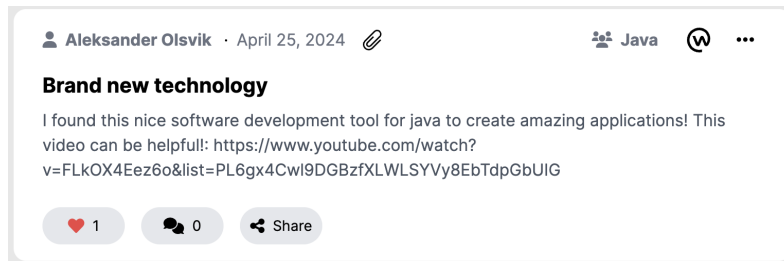 Aleksander Olsvik · April 25, 2024 Java
Brand new technology
I found this nice software development tool for java to create amazing applications! This
video can be helpful!: https://www.youtube.com/watch?
v=FLkOX4Eez6o&list=PL6gx4Cwl9DGBzfXLWLSYVy8EbTdpGbUIG
1 0 Share